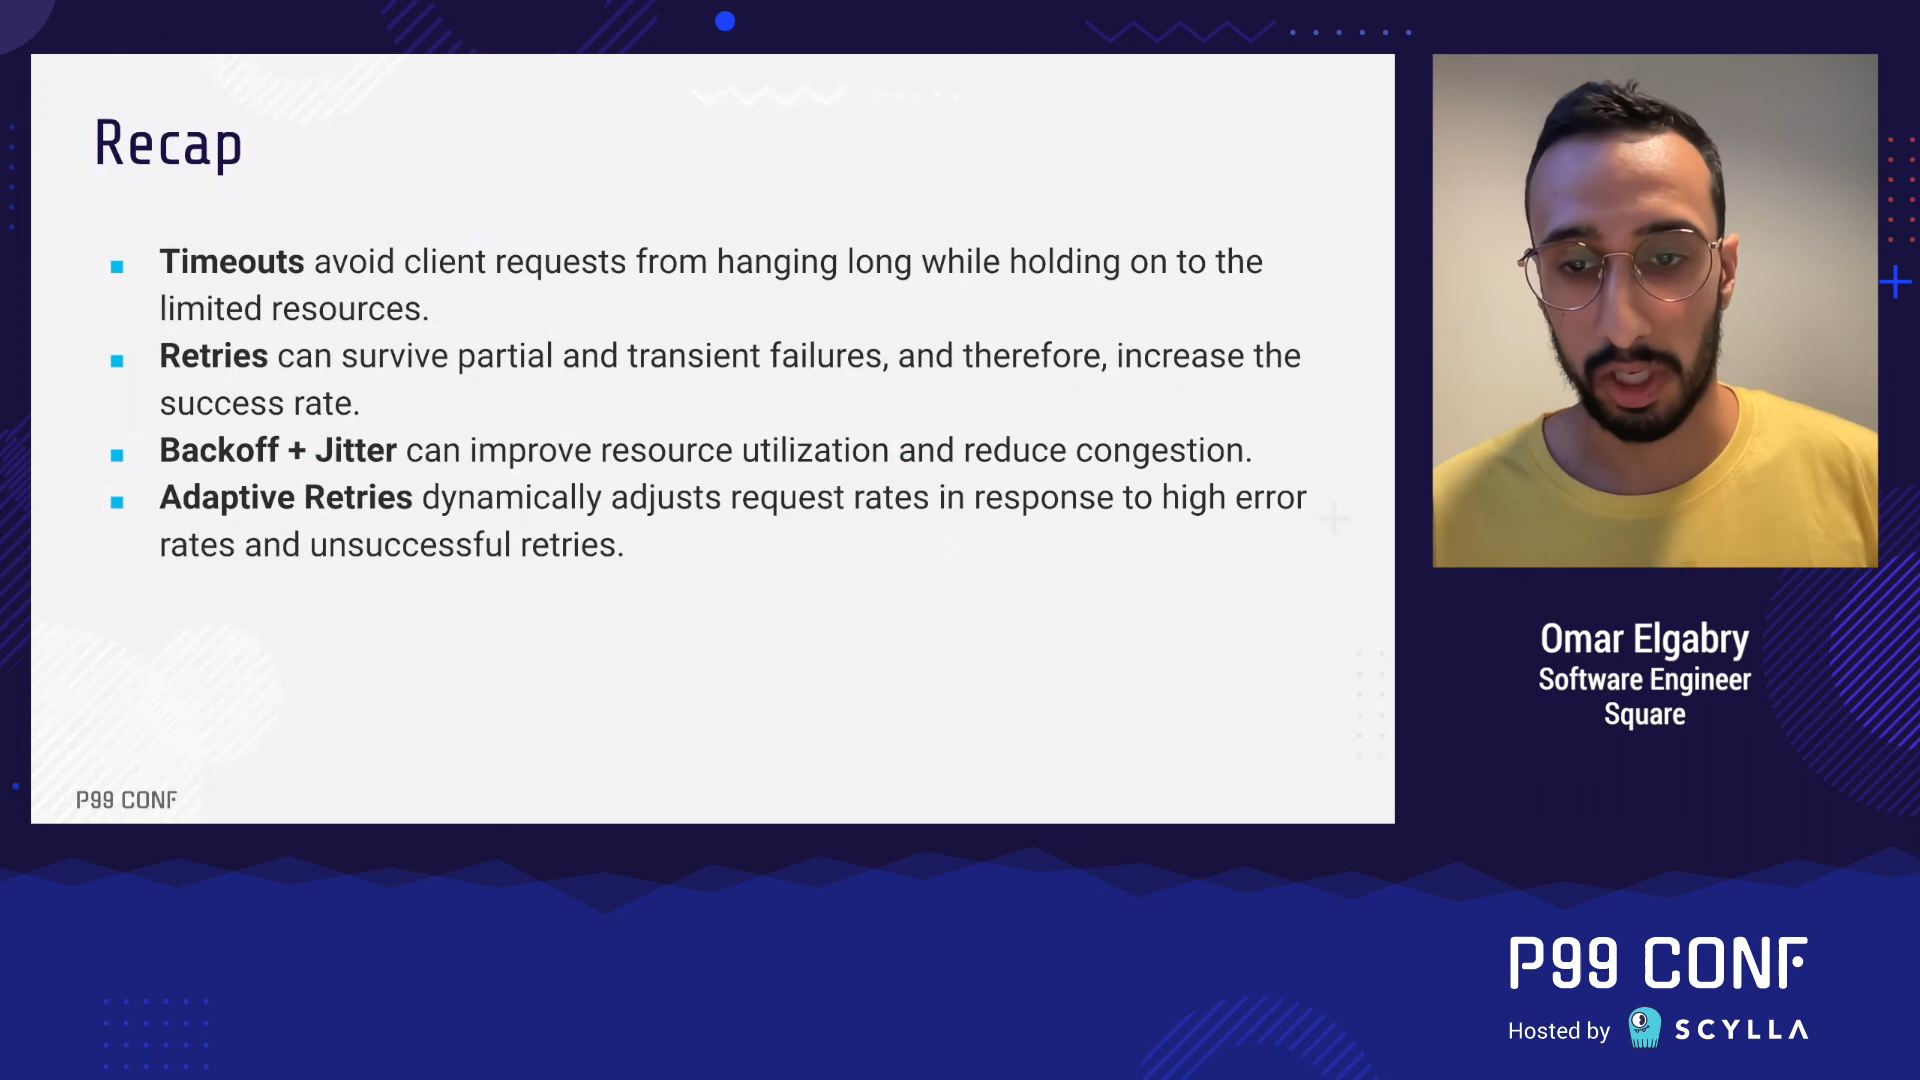 Recap
Timeouts avoid client requests from hanging long while holding on to the
limited resources.
Retries can survive partial and transient failures, and therefore, increase the
success rate.
Backoff + Jitter can improve resource utilization and reduce congestion.
Adaptive Retries dynamically adjusts request rates in response to high error
rates and unsuccessful retries.
P99 CONF
Omar Elgabry
Software Engineer
Square
P99 CONF
Hosted by SCYLLA